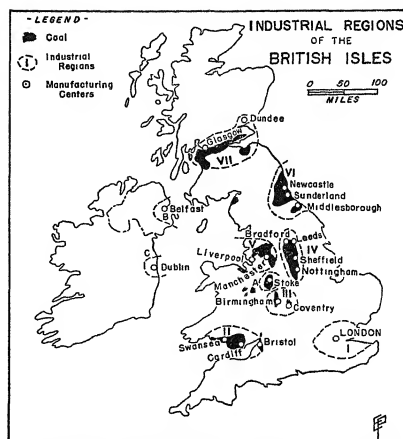 - LEGEND -
Coal
I Industrial
Regions
Manufacturing
Centers
INDUSTRIAL REGIONS
OF THE
BRITISH ISLES
0 50 100
MILES
Dundee
Glasgow
VII
VI
Newcastle
Sunderland
Middlesborough
Belfast
B
Bradford
Leeds
V
IV
Liverpool
Sheffield
Manchester
Nottingham
C
Dublin
A
Stoke
III
Birmingham
Coventry
II
Swansea
Cardiff
Bristol
LONDON
I